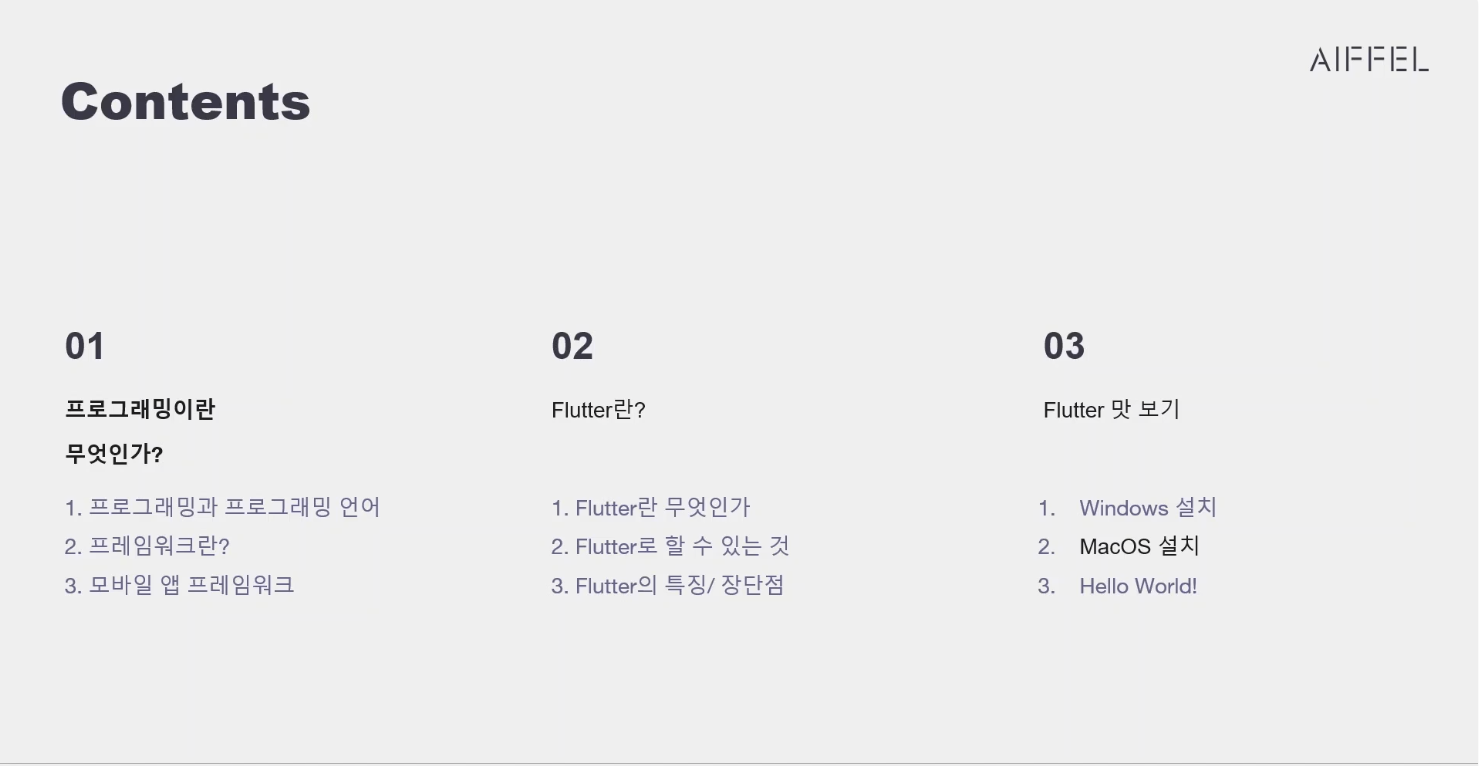 AIFFEL
Contents
01
프로그래밍이란
무엇인가?
1. 프로그래밍과 프로그래밍 언어
2. 프레임워크란?
3. 모바일 앱 프레임워크
02
Flutter란?
1. Flutter란 무엇인가
2. Flutter로 할 수 있는 것
3. Flutter의 특징/ 장단점
03
Flutter 맛 보기
1. Windows 설치
2. MacOS 설치
3. Hello World!